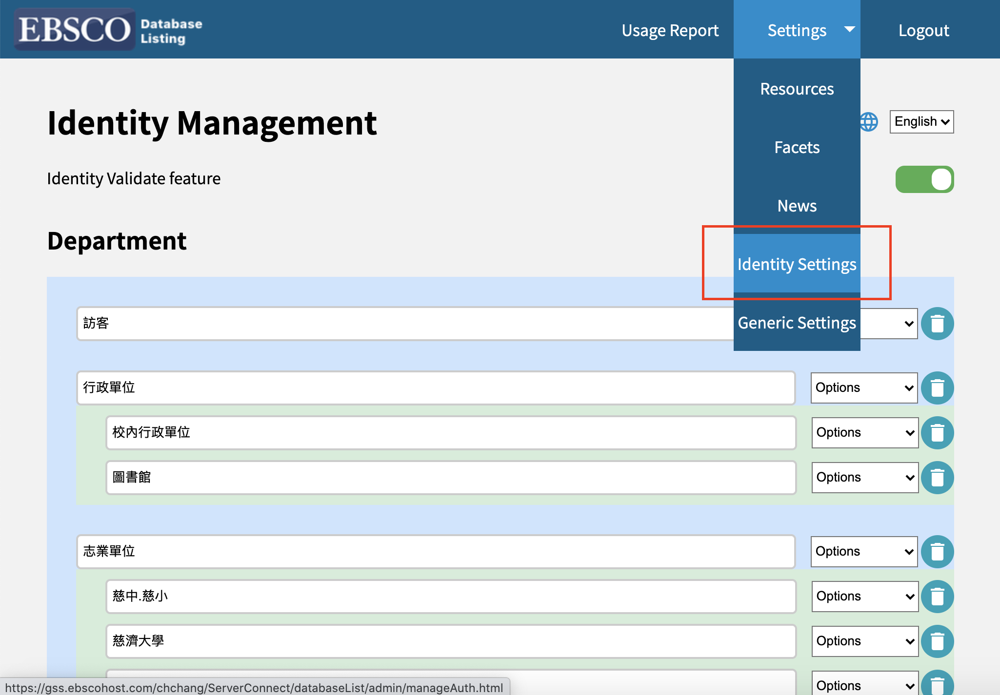 EBSCO Database Listing
Usage Report
Settings
Logout
Resources
Facets
News
Identity Settings
Generic Settings
Identity Management
English
Identity Validate feature
Department
訪客
行政單位
Options
校內行政單位
Options
圖書館
Options
志業單位
Options
慈中.慈小
Options
慈濟大學
Options
Options
https://gss.ebscohost.com/chchang/ServerConnect/databaseList/admin/manageAuth.html